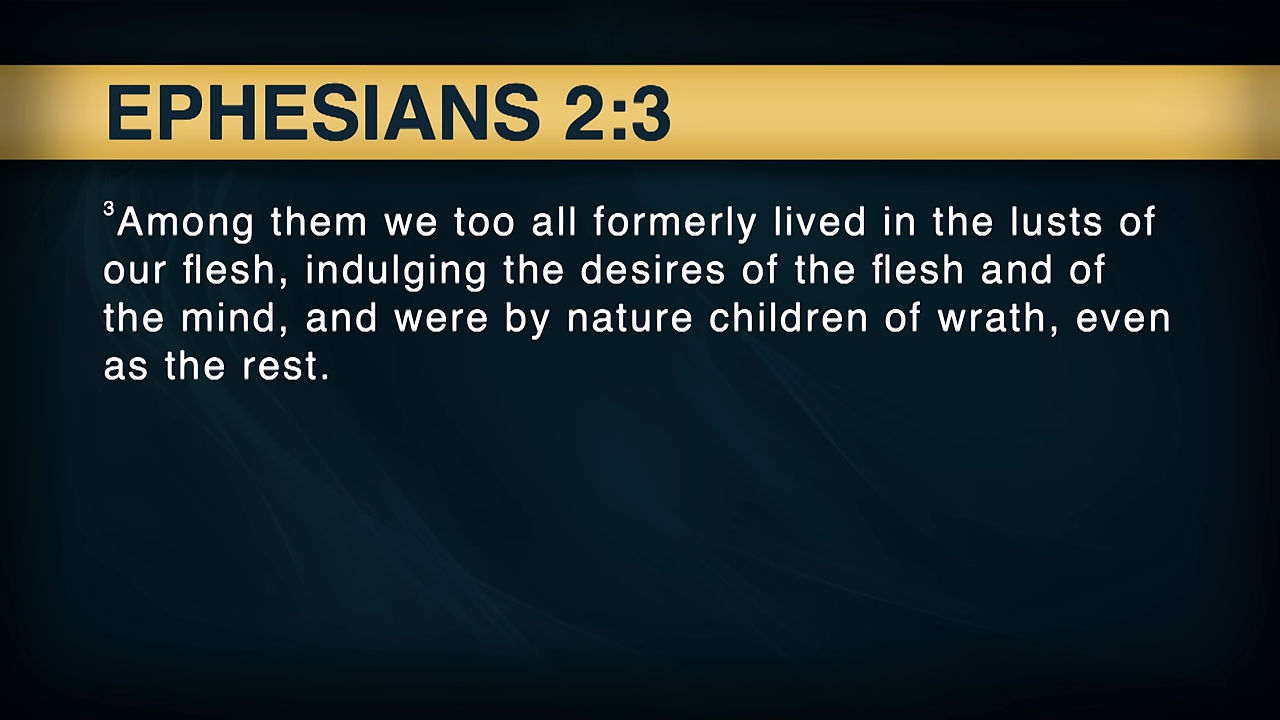 EPHESIANS 2:3
³Among them we too all formerly lived in the lusts of
our flesh, indulging the desires of the flesh and of
the mind, and were by nature children of wrath, even
as the rest.